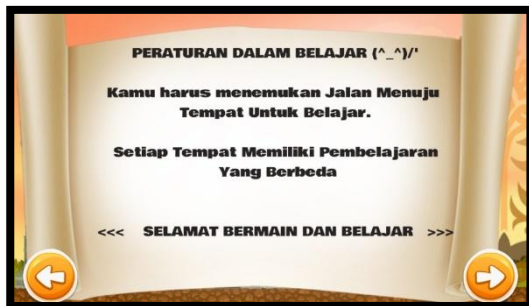 PERATURAN DALAM BELAJAR (^_^)/'
Kamu harus menemukan Jalan Menuju
Tempat Untuk Belajar.
Setiap Tempat Memiliki Pembelajaran
Yang Berbeda
<<< SELAMAT BERMAIN DAN BELAJAR >>>